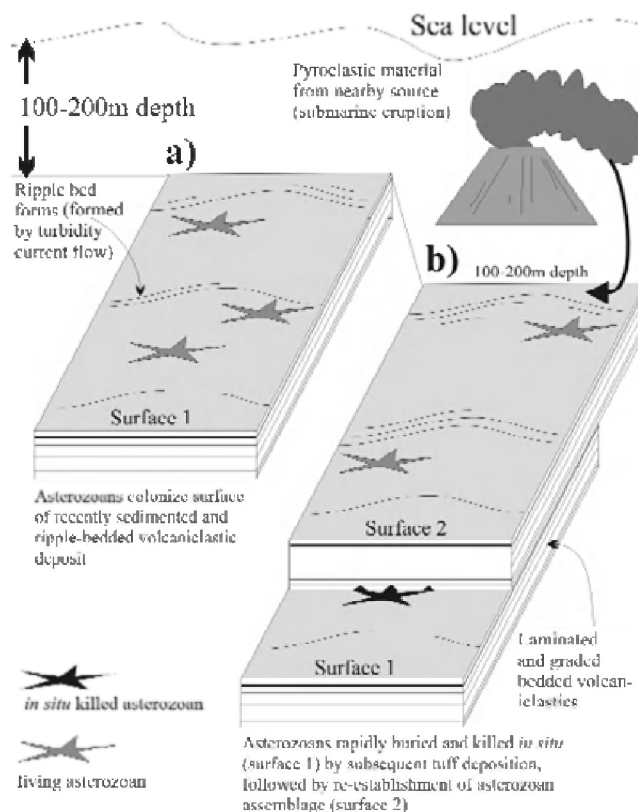 Sea level
100-200m depth
Pyroclastic material
from nearby source
(submarine eruption)
a)
Ripple bed
forms (formed
by turbidity
current flow)
b)
100-200m depth
Surface 1
Asterozoans colonize surface
of recently sedimented and
ripple-bedded volcaniclastic
deposit
Surface 2
Surface 1
Laminated
and graded
bedded volcan-
iclastics
in situ killed asterozoan
living asterozoan
Asterozoans rapidly buried and killed in situ
(surface 1) by subsequent tuff deposition,
followed by re-establishment of asterozoan
assemblage (surface 2)